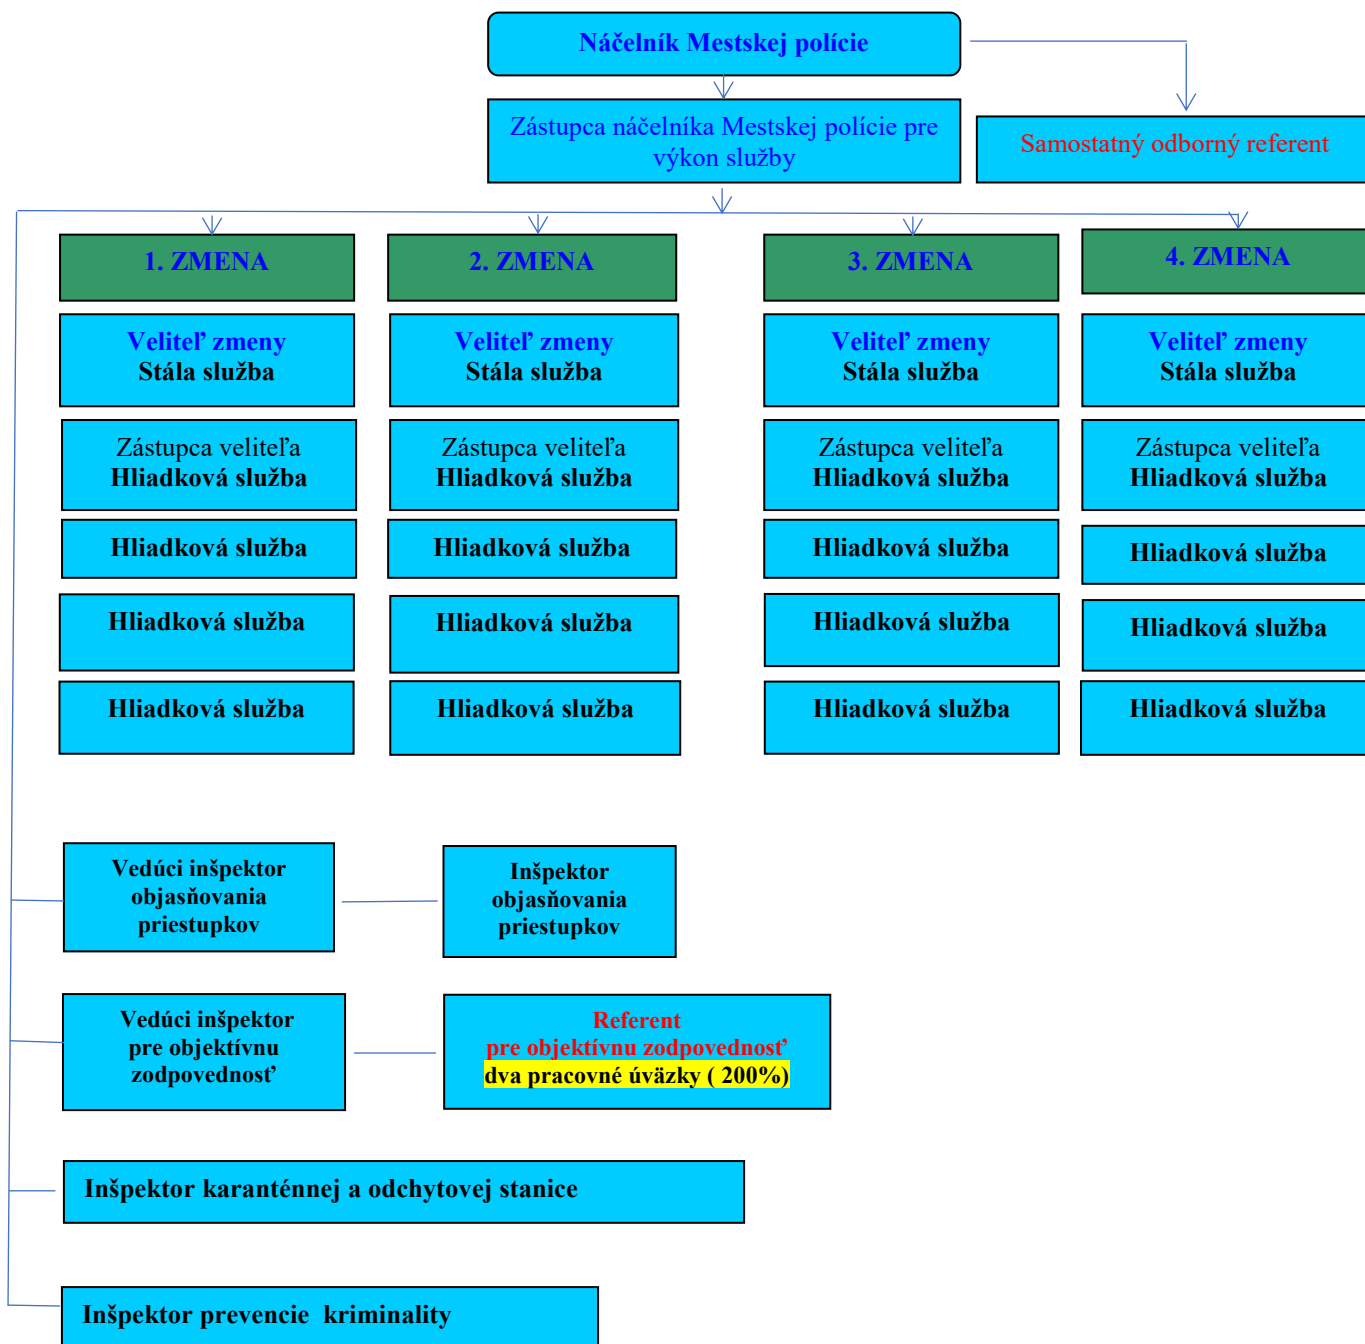 Náčelník Mestskej polície
Zástupca náčelníka Mestskej polície pre
výkon služby
Samostatný odborný referent
1. ZMENA
2. ZMENA
3. ZMENA
4. ZMENA
Veliteľ zmeny
Stála služba
Veliteľ zmeny
Stála služba
Veliteľ zmeny
Stála služba
Veliteľ zmeny
Stála služba
Zástupca veliteľa
Hliadková služba
Zástupca veliteľa
Hliadková služba
Zástupca veliteľa
Hliadková služba
Zástupca veliteľa
Hliadková služba
Hliadková služba
Hliadková služba
Hliadková služba
Hliadková služba
Hliadková služba
Hliadková služba
Hliadková služba
Hliadková služba
Hliadková služba
Hliadková služba
Hliadková služba
Hliadková služba
Vedúci inšpektor
objasňovania
priestupkov
Inšpektor
objasňovania
priestupkov
Vedúci inšpektor
pre objektívnu
zodpovednosť
Referent
pre objektívnu zodpovednosť
dva pracovné úväzky ( 200%)
Inšpektor karanténnej a odchytovej stanice
Inšpektor prevencie  kriminality